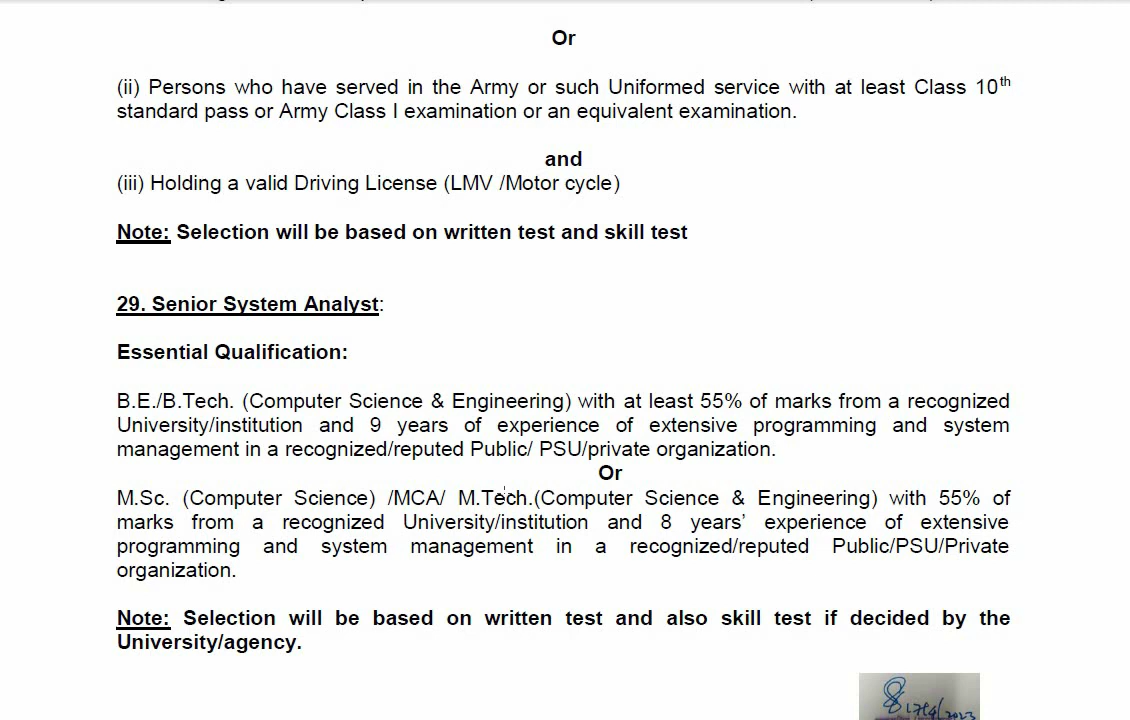 Or
(ii) Persons who have served in the Army or such Uniformed service with at least Class 10th
standard pass or Army Class I examination or an equivalent examination.
and
(iii) Holding a valid Driving License (LMV /Motor cycle)
Note: Selection will be based on written test and skill test
29. Senior System Analyst:
Essential Qualification:
B.E./B.Tech. (Computer Science & Engineering) with at least 55% of marks from a recognized
University/institution and 9 years of experience of extensive programming and system
management in a recognized/reputed Public/ PSU/private organization.
Or
M.Sc. (Computer Science) /MCA/ M.Tech.(Computer Science & Engineering) with 55% of
marks from a recognized University/institution and 8 years’ experience of extensive
programming and system management in a recognized/reputed Public/PSU/Private
organization.
Note: Selection will be based on written test and also skill test if decided by the
University/agency.